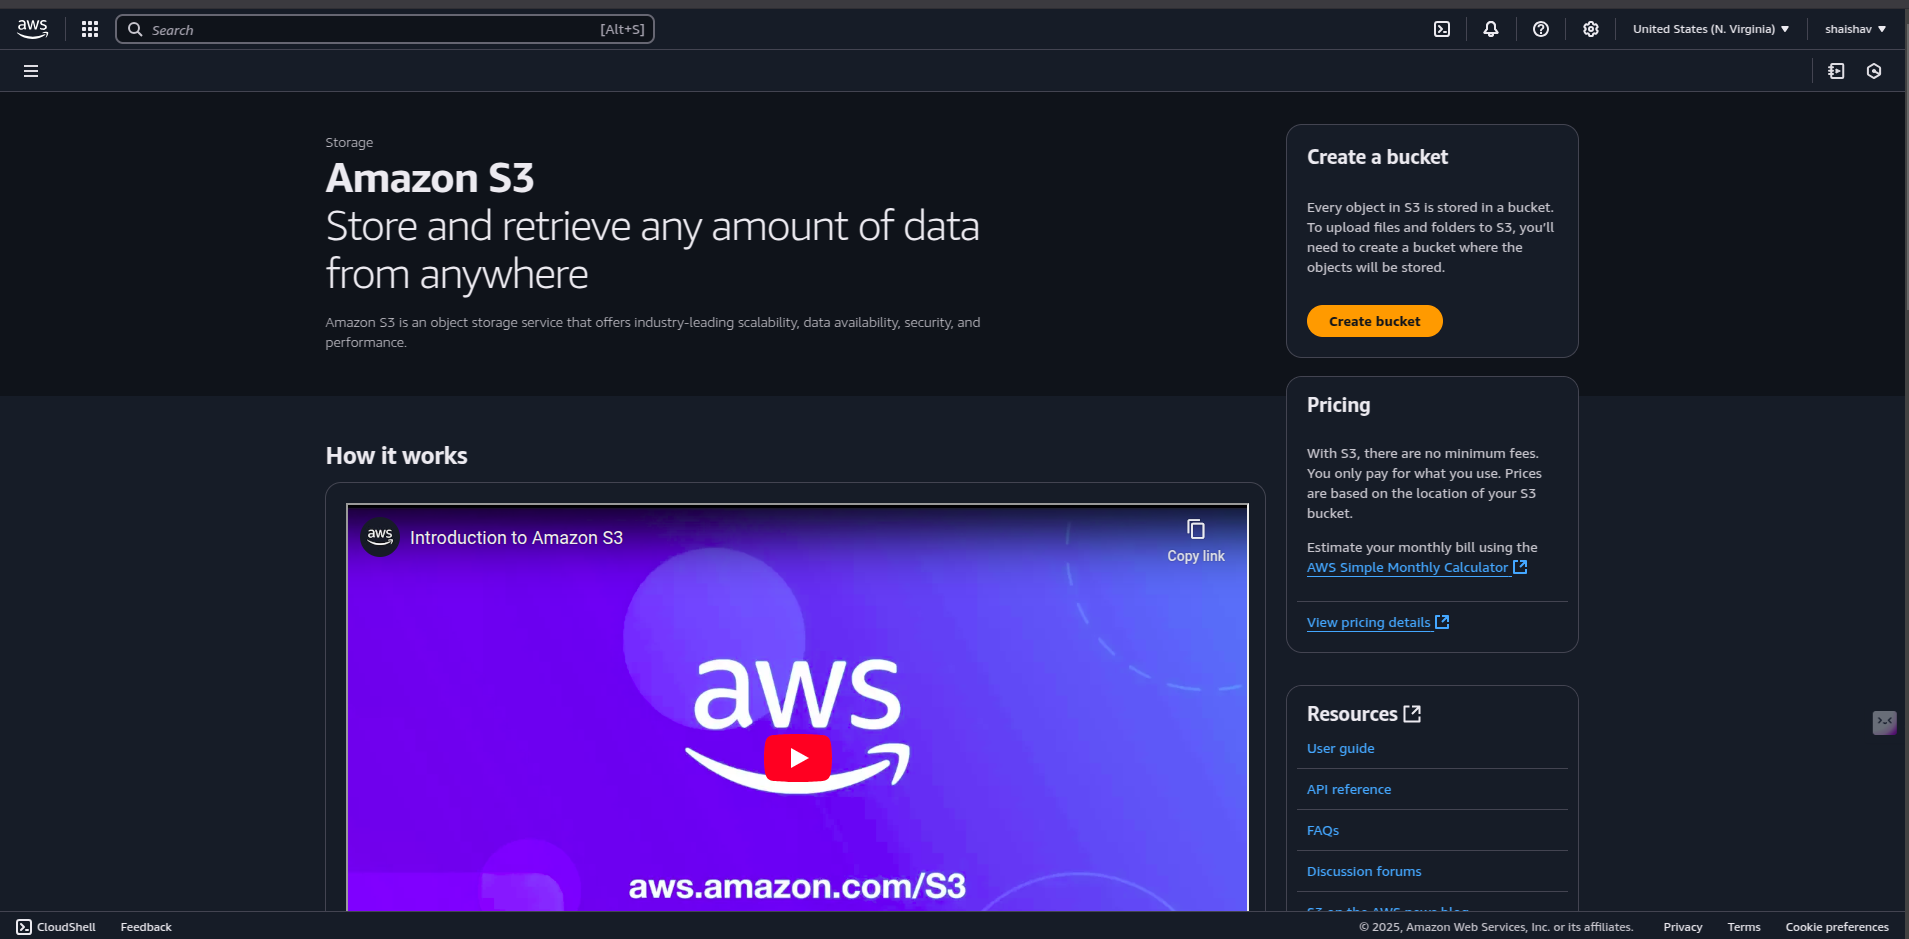 aws
Search
[Alt+S]
United States (N. Virginia)
shaishav
Storage
Amazon S3
Store and retrieve any amount of data
from anywhere
Amazon S3 is an object storage service that offers industry-leading scalability, data availability, security, and
performance.
Create a bucket
Every object in S3 is stored in a bucket.
To upload files and folders to S3, you'll
need to create a bucket where the
objects will be stored.
Create bucket
Pricing
With S3, there are no minimum fees.
You only pay for what you use. Prices
are based on the location of your S3
bucket.
Estimate your monthly bill using the
AWS Simple Monthly Calculator
View pricing details
How it works
aws
Introduction to Amazon S3
Copy link
aws
aws.amazon.com/S3
Resources
User guide
API reference
FAQs
Discussion forums
S3 on the AWS news blog
CloudShell
Feedback
© 2025, Amazon Web Services, Inc. or its affiliates.
Privacy
Terms
Cookie preferences